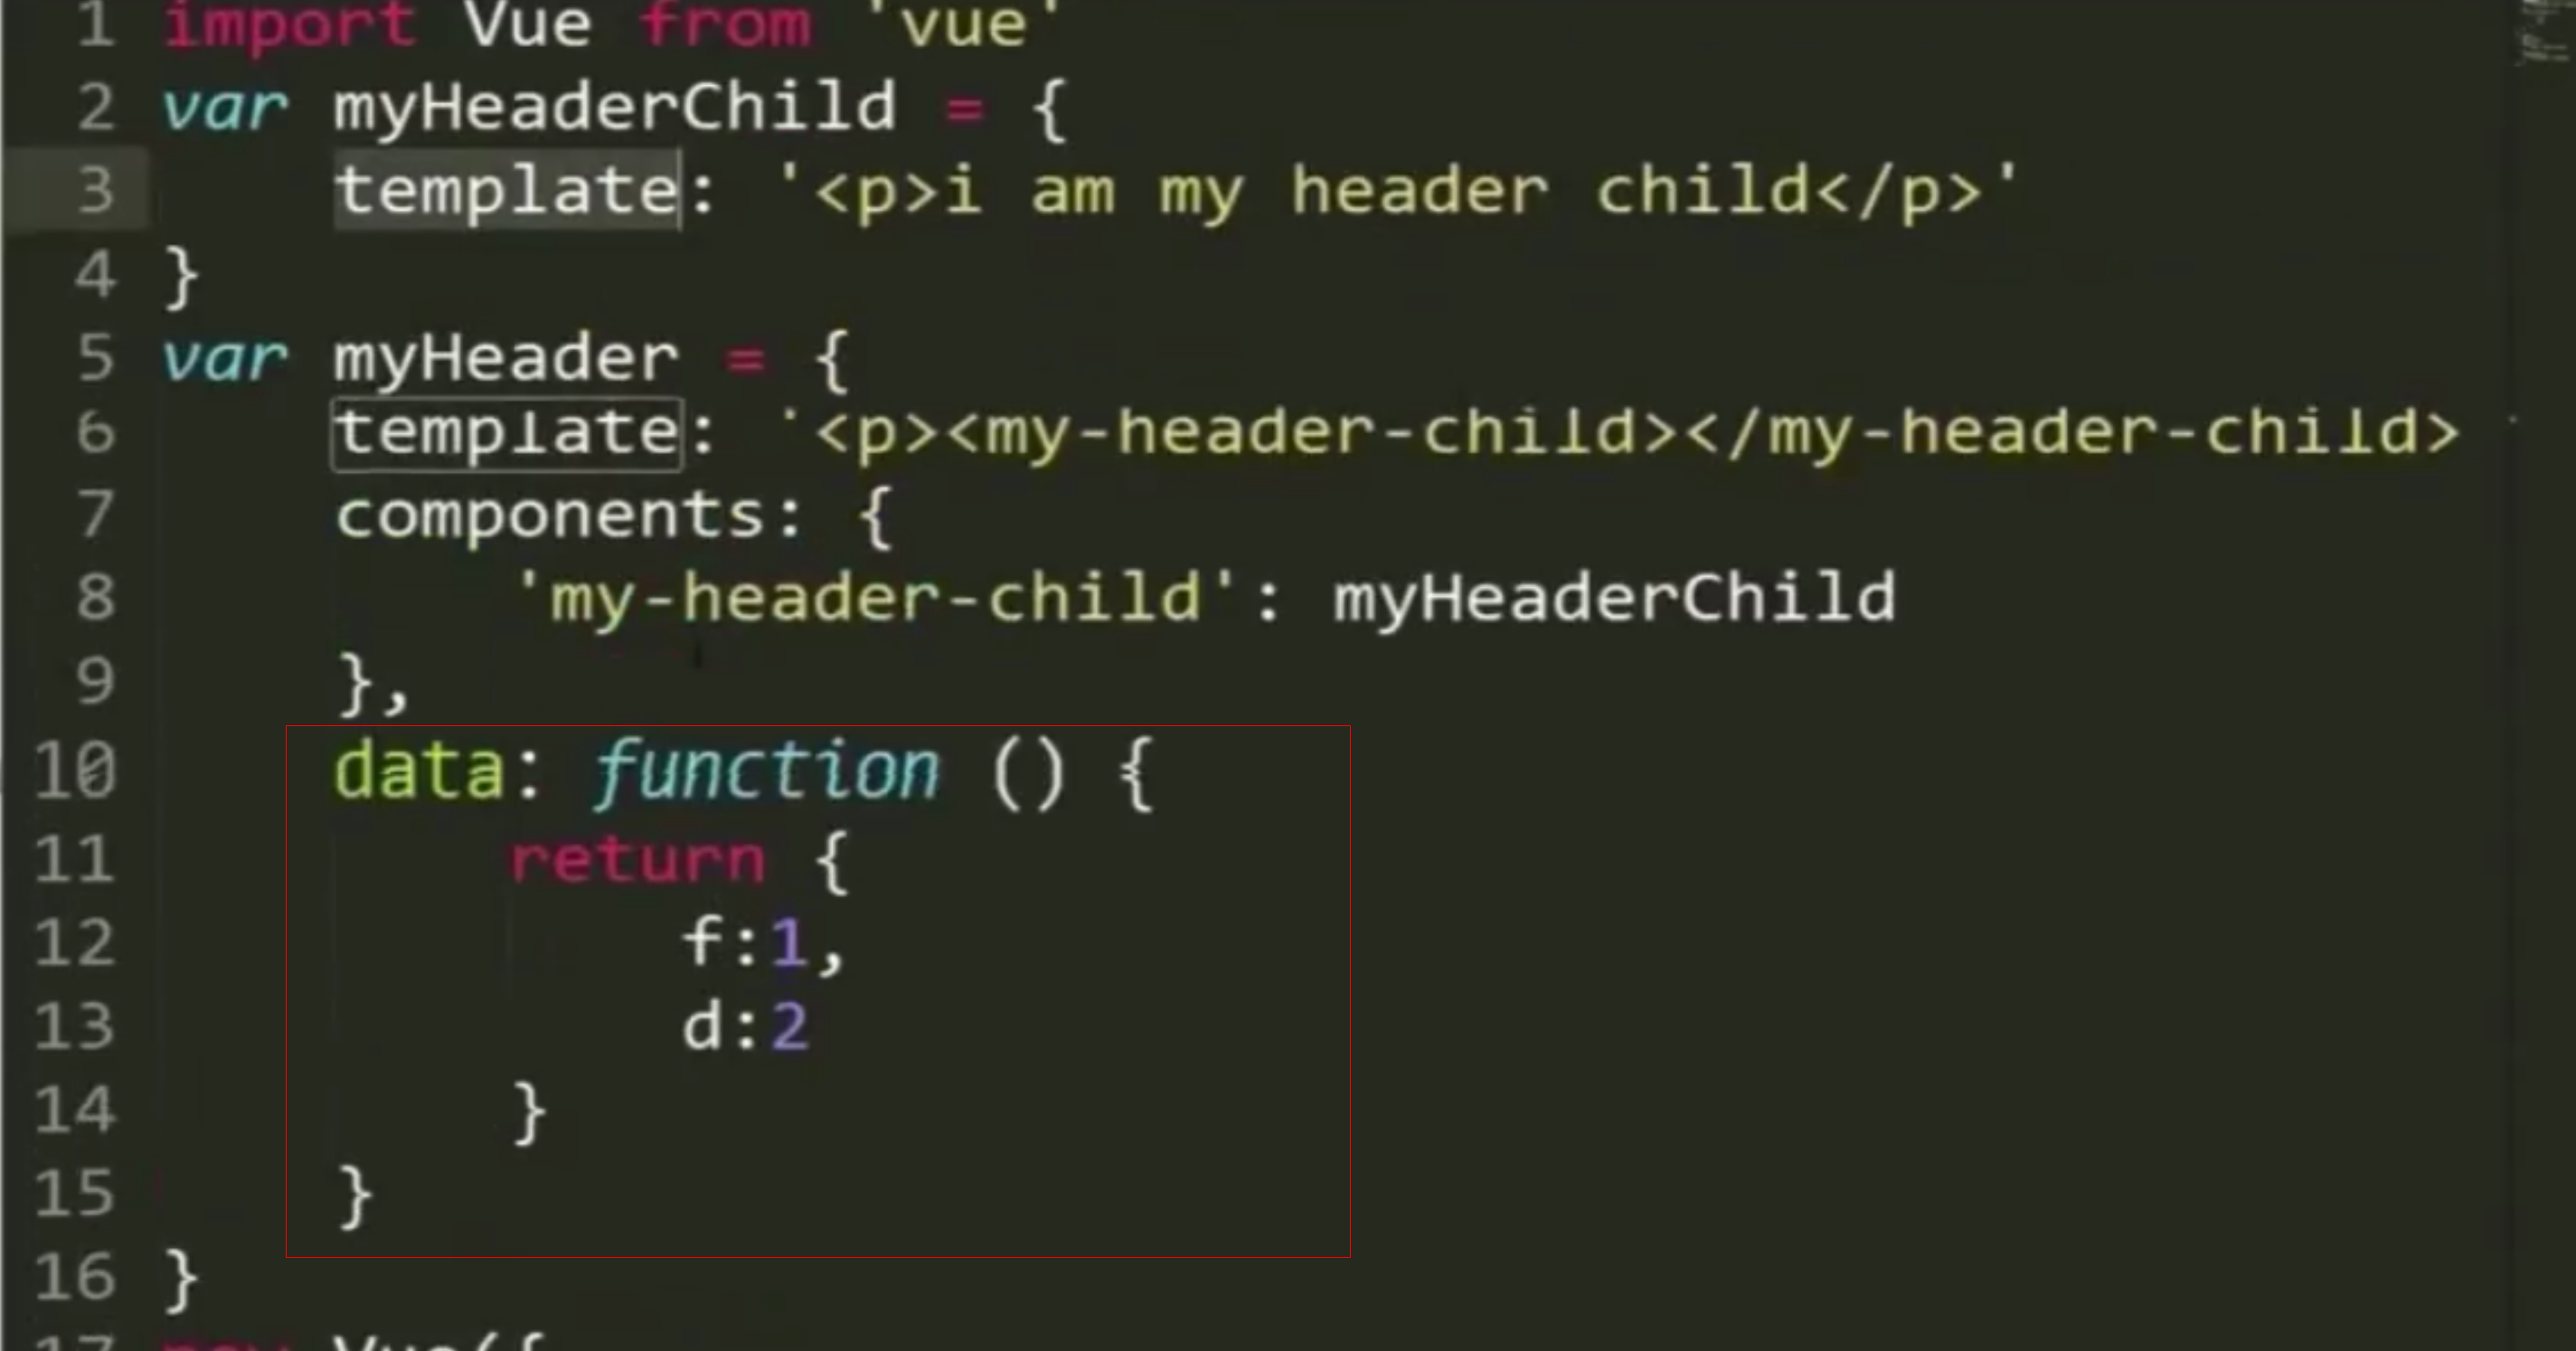 1 import Vue from 'vue'
2 var myHeaderChild = {
3 template: '<p>i am my header child</p>'
4 }
5 var myHeader = {
6 template: '<p><my-header-child></my-header-child>
7 components: {
8 'my-header-child': myHeaderChild
9 },
10 data: function () {
11 return {
12 f:1,
13 d:2
14 }
15 }
16 }
17 new Vue({